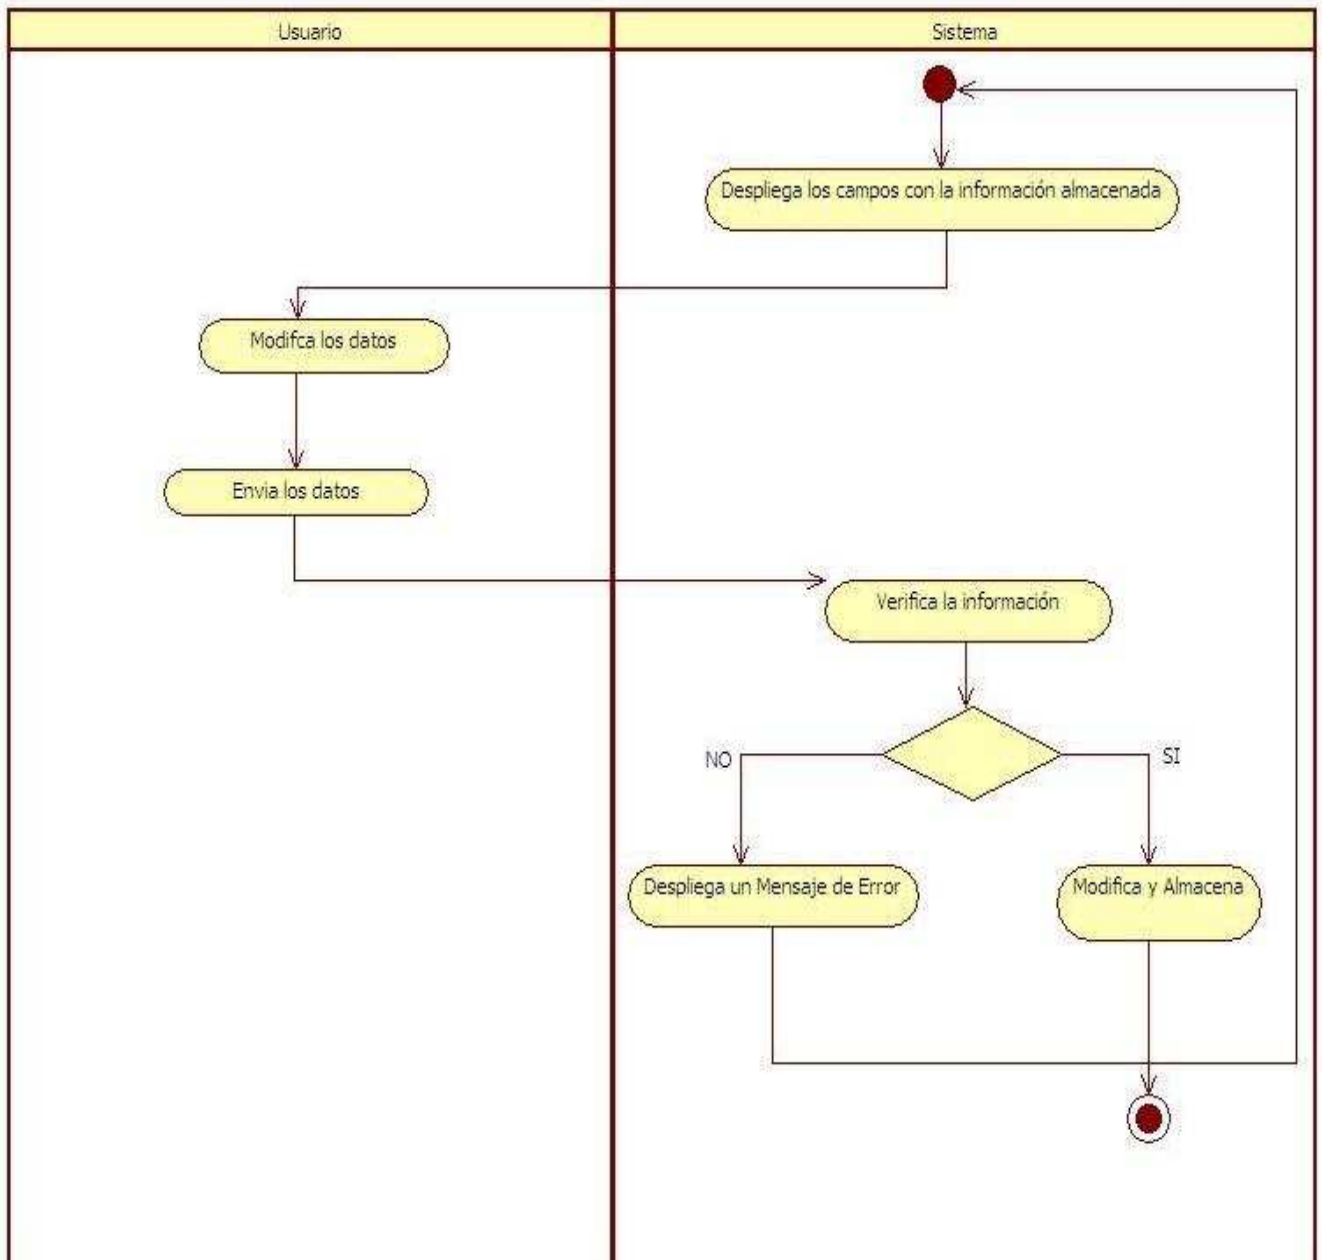 Usuario
Sistema
Despliega los campos con la información almacenada
Modifca los datos
Envia los datos
Verifica la información
NO
SI
Despliega un Mensaje de Error
Modifica y Almacena